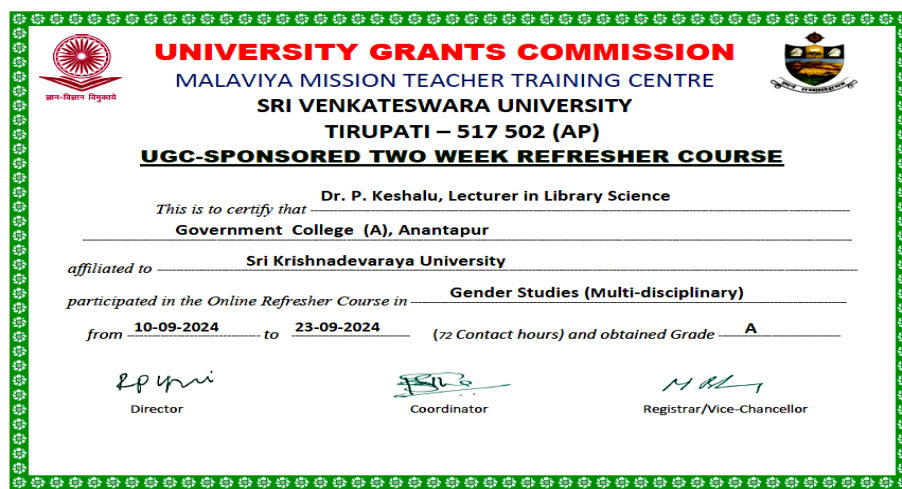 UNIVERSITY GRANTS COMMISSION
MALAVIYA MISSION TEACHER TRAINING CENTRE
SRI VENKATESWARA UNIVERSITY
TIRUPATI – 517 502 (AP)
UGC-SPONSORED TWO WEEK REFRESHER COURSE
ज्ञान-विज्ञान विमुक्तये
This is to certify that Dr. P. Keshalu, Lecturer in Library Science
Government College (A), Anantapur
affiliated to Sri Krishnadevaraya University
participated in the Online Refresher Course in Gender Studies (Multi-disciplinary)
from 10-09-2024 to 23-09-2024 (72 Contact hours) and obtained Grade A
Director Coordinator Registrar/Vice-Chancellor